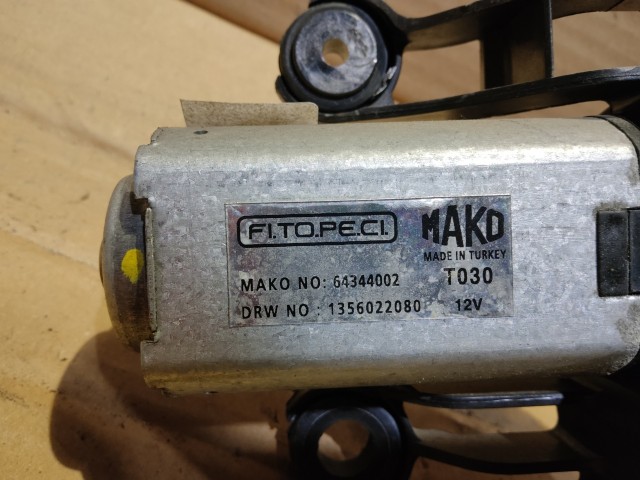 FI.TO.PE.CI.
MAKO
MADE IN TURKEY
MAKO NO: 64344002 T030
DRW NO : 1356022080 12V